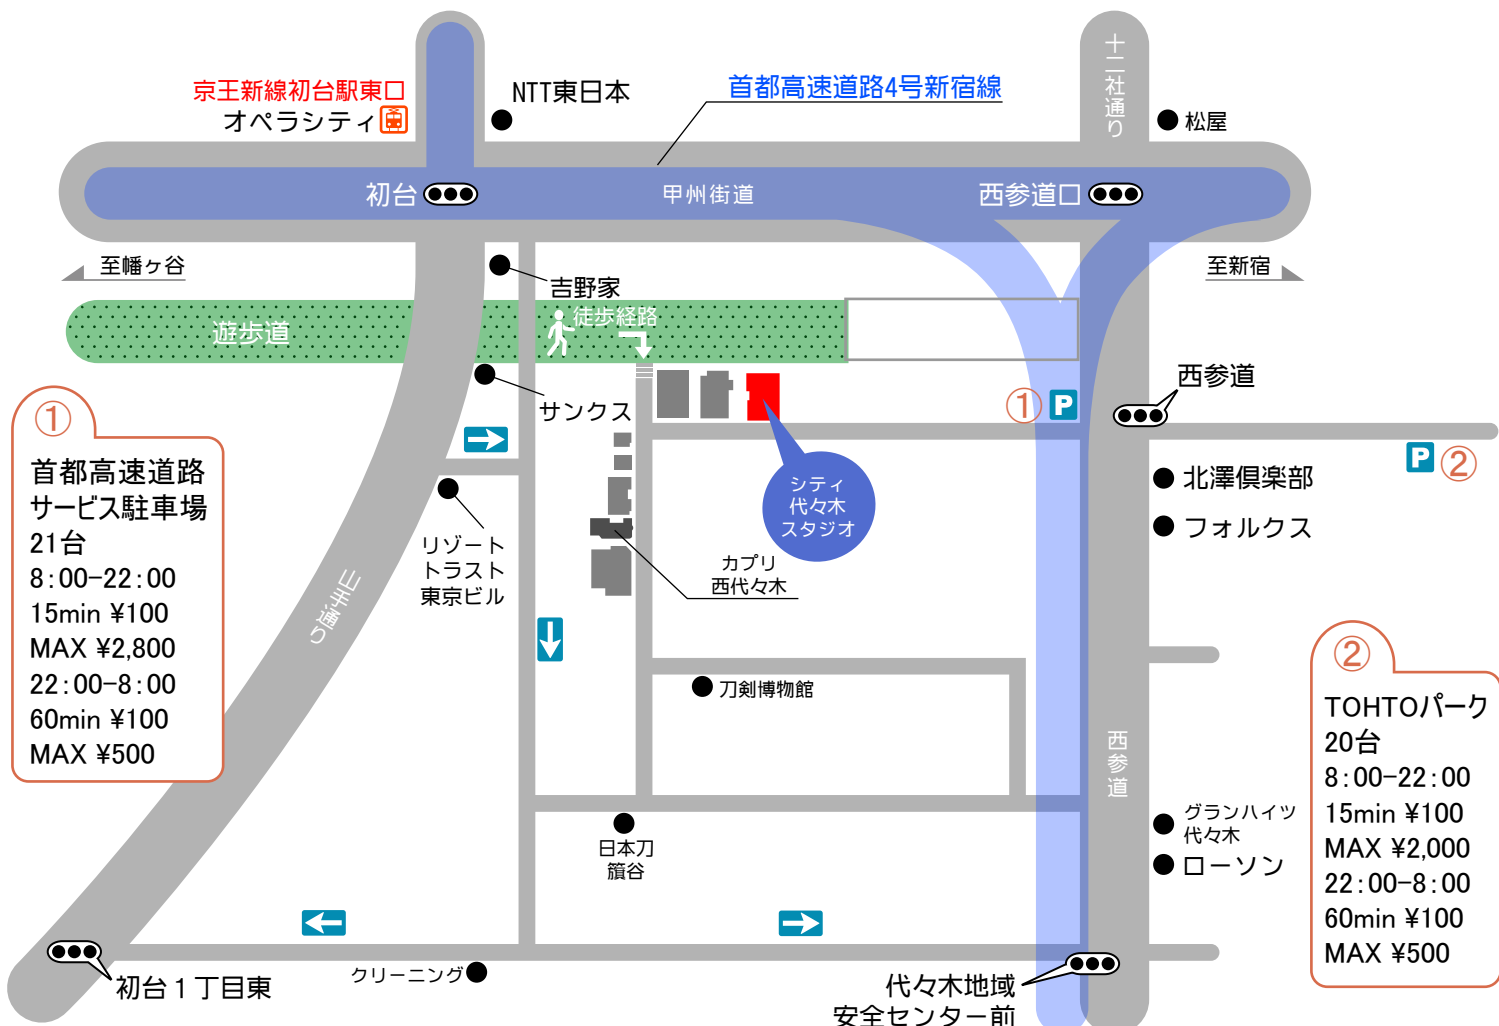 京王新線初台駅東口
オペラシティ
NTT東日本
首都高速道路4号新宿線
十二社通り
松屋
初台
甲州街道
西参道口
至幡ヶ谷
至新宿
吉野家
遊歩道
徒歩経路
サンクス
西参道
① P
P ②
北澤倶楽部
フォルクス
シティ
代々木
スタジオ
リゾート
トラスト
東京ビル
カプリ
西代々木
山手通り
刀剣博物館
西参道
日本刀
籏谷
グランハイツ
代々木
ローソン
クリーニング
初台1丁目東
代々木地域
安全センター前
①
首都高速道路
サービス駐車場
21台
8:00-22:00
15min ¥100
MAX ¥2,800
22:00-8:00
60min ¥100
MAX ¥500
②
TOHTOパーク
20台
8:00-22:00
15min ¥100
MAX ¥2,000
22:00-8:00
60min ¥100
MAX ¥500